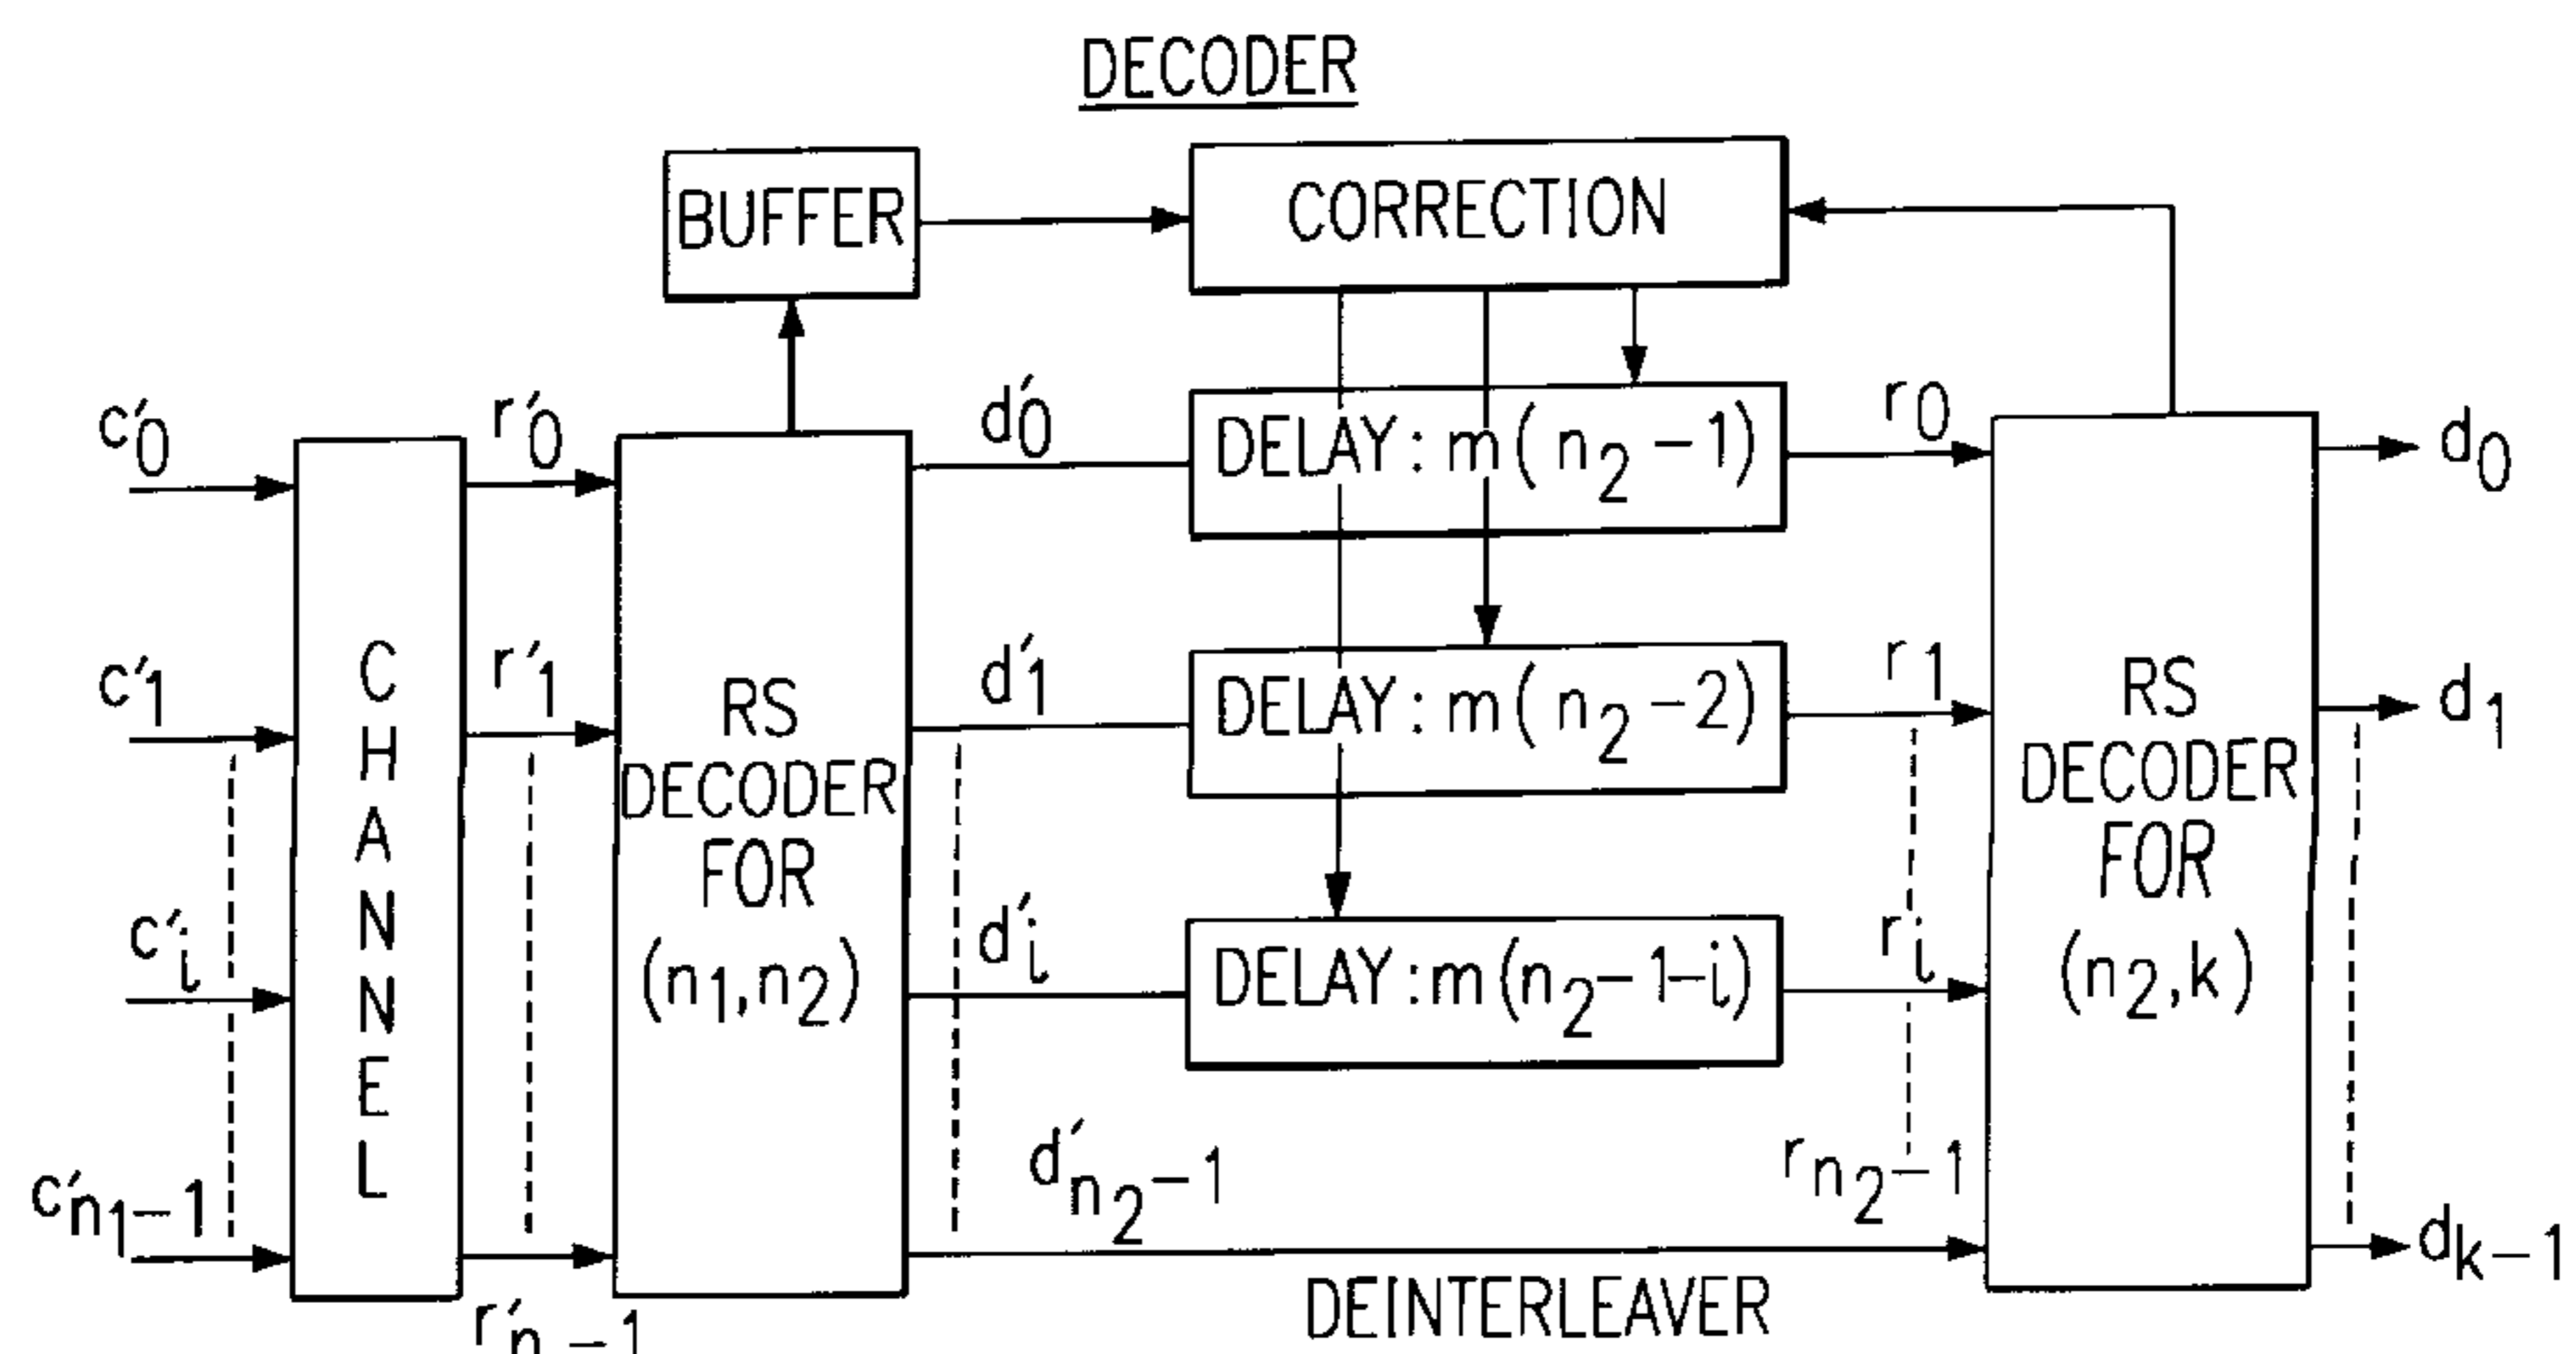 DECODER
BUFFER
CORRECTION
c′0
r′0
d′0
DELAY: m(n2-1)
r0
d0
c′1
r′1
d′1
DELAY: m(n2-2)
r1
d1
CHANNEL
RS
DECODER
FOR
(n1,n2)
RS
DECODER
FOR
(n2,k)
c′i
d′i
DELAY: m(n2-1-i)
ri
c′n1-1
d′n2-1
rn2-1
dk-1
r′n-1
DEINTERLEAVER